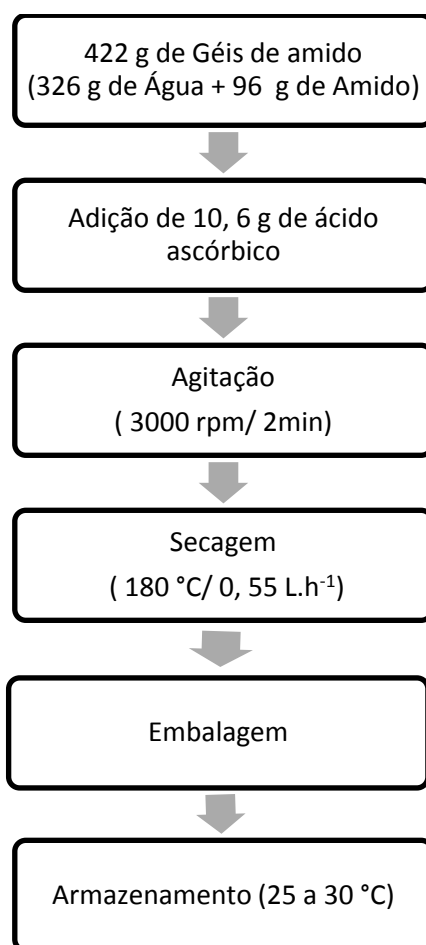 422 g de Géis de amido
(326 g de Água + 96 g de Amido)
Adição de 10, 6 g de ácido
ascórbico
Agitação
( 3000 rpm/ 2min)
Secagem
( 180 °C/ 0, 55 L.h⁻¹)
Embalagem
Armazenamento (25 a 30 °C)